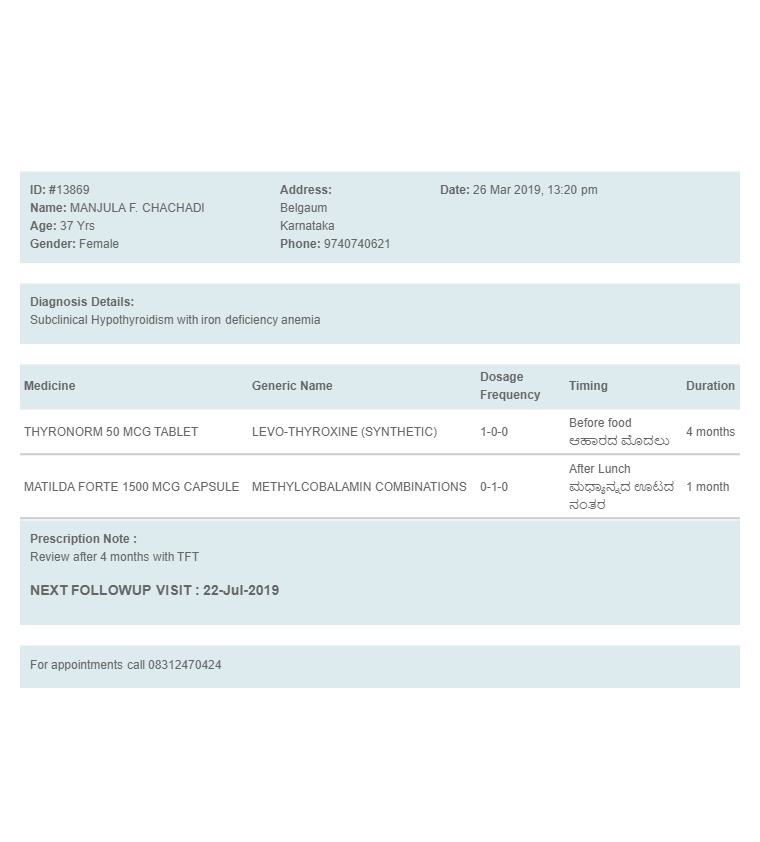 ID: #13869
Name: MANJULA F. CHACHADI
Age: 37 Yrs
Gender: Female
Address:
Belgaum
Karnataka
Phone: 9740740621
Date: 26 Mar 2019, 13:20 pm
Diagnosis Details:
Subclinical Hypothyroidism with iron deficiency anemia
Medicine Generic Name Dosage Frequency Timing Duration
THYRONORM 50 MCG TABLET LEVO-THYROXINE (SYNTHETIC) 1-0-0 Before food 4 months
ಆಹಾರದ ಮೊದಲು
After Lunch
MATILDA FORTE 1500 MCG CAPSULE METHYLCOBALAMIN COMBINATIONS 0-1-0 ಮಧ್ಯಾನ್ನದ ಊಟದ 1 month
ನಂತರ
Prescription Note :
Review after 4 months with TFT
NEXT FOLLOWUP VISIT : 22-Jul-2019
For appointments call 08312470424